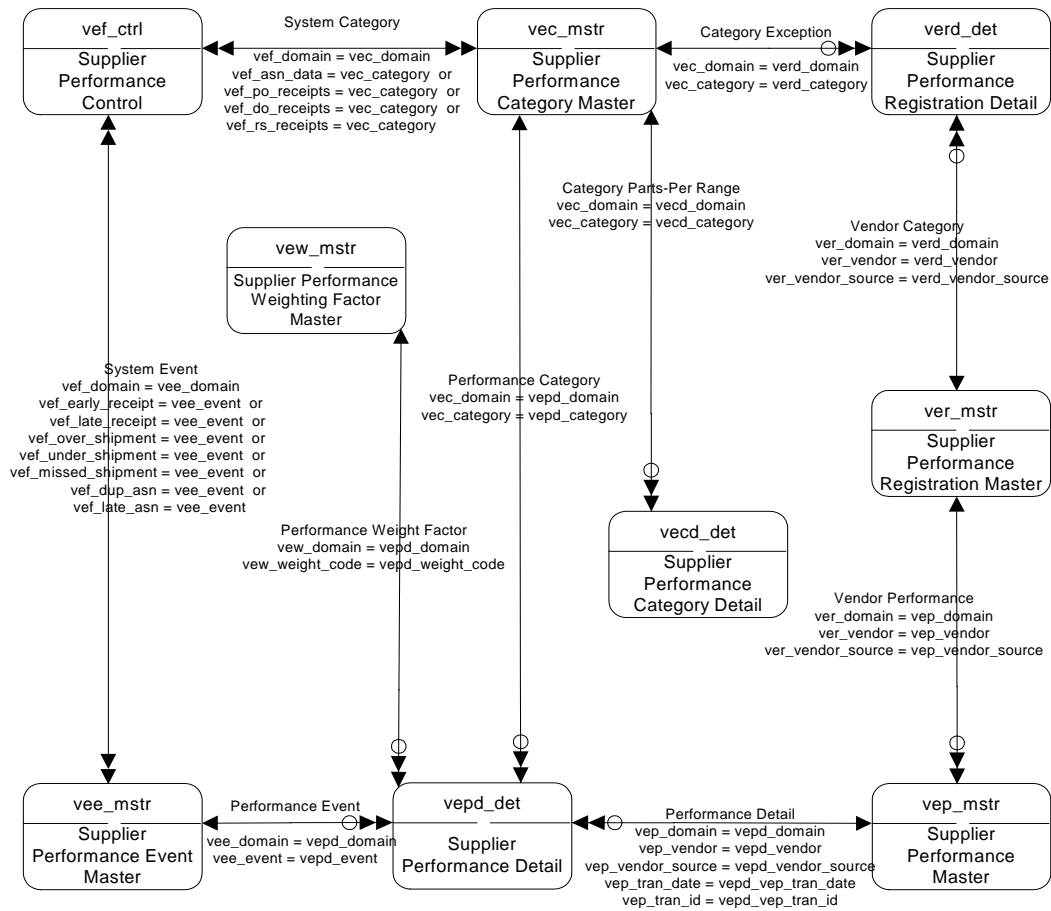 vef_ctrl
Supplier
Performance
Control
System Category
vef_domain = vec_domain
vef_asn_data = vec_category or
vef_po_receipts = vec_category or
vef_do_receipts = vec_category or
vef_rs_receipts = vec_category
vec_mstr
Supplier
Performance
Category Master
Category Exception
vec_domain = verd_domain
vec_category = verd_category
verd_det
Supplier
Performance
Registration Detail
Category Parts-Per Range
vec_domain = vecd_domain
vec_category = vecd_category
Vendor Category
ver_domain = verd_domain
ver_vendor = verd_vendor
ver_vendor_source = verd_vendor_source
vew_mstr
Supplier Performance
Weighting Factor
Master
System Event
vef_domain = vee_domain
vef_early_receipt = vee_event or
vef_late_receipt = vee_event or
vef_over_shipment = vee_event or
vef_under_shipment = vee_event or
vef_missed_shipment = vee_event or
vef_dup_asn = vee_event or
vef_late_asn = vee_event
Performance Category
vec_domain = vepd_domain
vec_category = vepd_category
ver_mstr
Supplier
Performance
Registration Master
Performance Weight Factor
vew_domain = vepd_domain
vew_weight_code = vepd_weight_code
vecd_det
Supplier
Performance
Category Detail
Vendor Performance
ver_domain = vep_domain
ver_vendor = vep_vendor
ver_vendor_source = vep_vendor_source
vee_mstr
Supplier
Performance Event
Master
Performance Event
vee_domain = vepd_domain
vee_event = vepd_event
vepd_det
Supplier
Performance Detail
Performance Detail
vep_domain = vepd_domain
vep_vendor = vepd_vendor
vep_vendor_source = vepd_vendor_source
vep_tran_date = vepd_vep_tran_date
vep_tran_id = vepd_vep_tran_id
vep_mstr
Supplier
Performance
Master